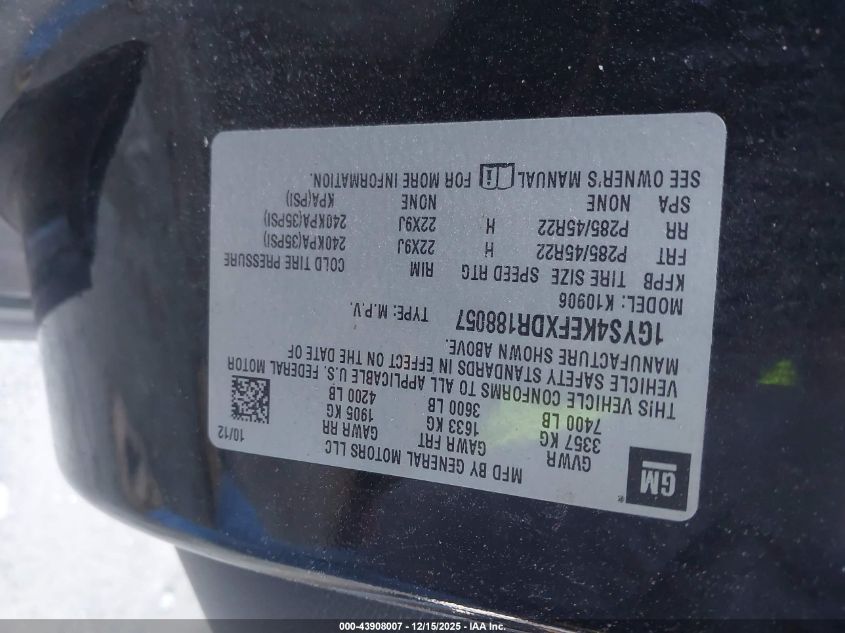 GM
MFD BY GENERAL MOTORS LLC 10/12
GVWR GAWR FRT GAWR RR
3357 KG 1633 KG 1905 KG
7400 LB 3600 LB 4200 LB
THIS VEHICLE CONFORMS TO ALL APPLICABLE U.S. FEDERAL MOTOR
VEHICLE SAFETY STANDARDS IN EFFECT ON THE DATE OF
MANUFACTURE SHOWN ABOVE.
1GYS4KEFXDR188057 TYPE: M.P.V.
MODEL: K10906
KFPB TIRE SIZE SPEED RTG RIM COLD TIRE PRESSURE
FRT P285/45R22 H 22X9J 240KPA(35PSI)
RR P285/45R22 H 22X9J 240KPA(35PSI)
SPA NONE NONE KPA(PSI)
SEE OWNER'S MANUAL FOR MORE INFORMATION.
000-43908007 - 12/15/2025 - IAA Inc.